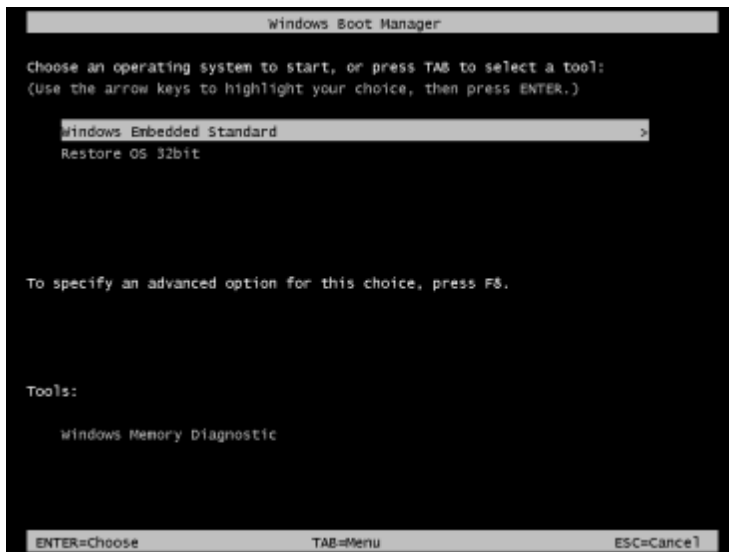 Windows Boot Manager
Choose an operating system to start, or press TAB to select a tool:
(Use the arrow keys to highlight your choice, then press ENTER.)
Windows Embedded Standard >
Restore OS 32bit
To specify an advanced option for this choice, press F8.
Tools:
Windows Memory Diagnostic
ENTER=Choose TAB=Menu ESC=Cancel